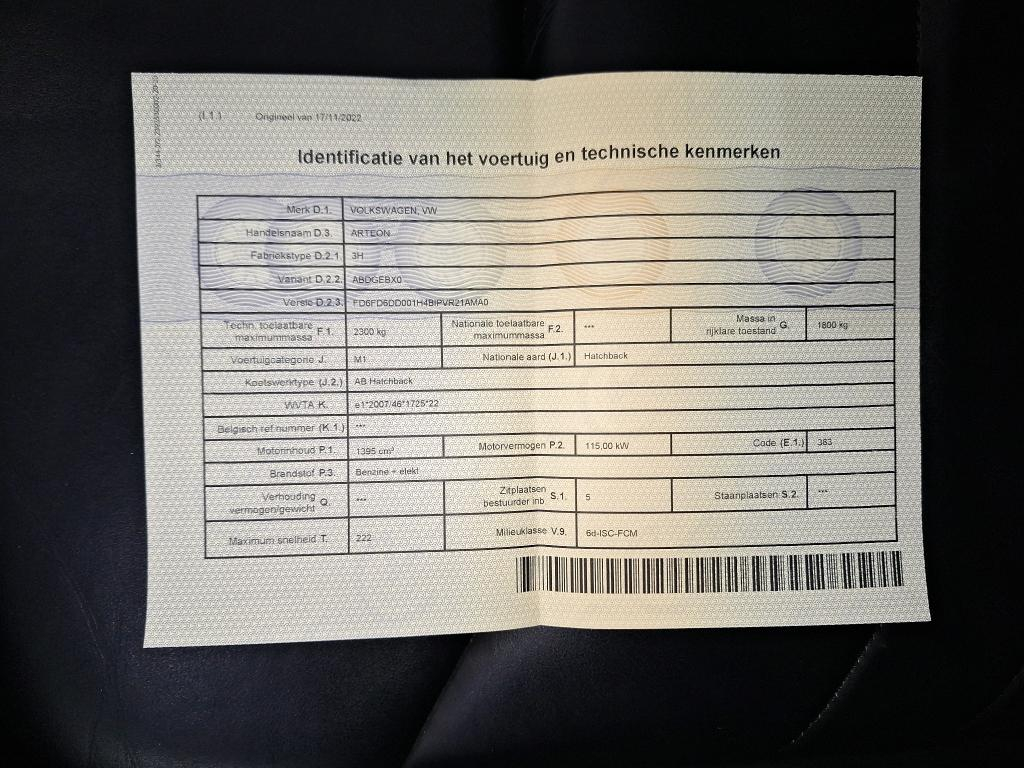 (I.1.) Origineel van 17/11/2022
Identificatie van het voertuig en technische kenmerken
Merk D.1. VOLKSWAGEN, VW
Handelsnaam D.3. ARTEON
Fabriekstype D.2.1. 3H
Variant D.2.2. ABDGEBX0
Versie D.2.3. FD6FD6DD001H4BIPVR21AMA0
Techn. toelaatbare maximummassa F.1. 2300 kg Nationale toelaatbare maximummassa F.2. *** Massa in rijklare toestand G. 1800 kg
Voertuigcategorie J. M1 Nationale aard (J.1.) Hatchback
Koetswerktype (J.2.) AB Hatchback
WVTA K. e1*2007/46*1725*22
Belgisch ref nummer (K.1.) ***
Motorinhoud P.1. 1395 cm³ Motorvermogen P.2. 115,00 kW Code (E.1.) 383
Brandstof P.3. Benzine + elekt
Verhouding vermogen/gewicht Q. *** Zitplaatsen bestuurder inb. S.1. 5 Staanplaatsen S.2. ***
Maximum snelheid T. 222 Milieuklasse V.9. 6d-ISC-FCM